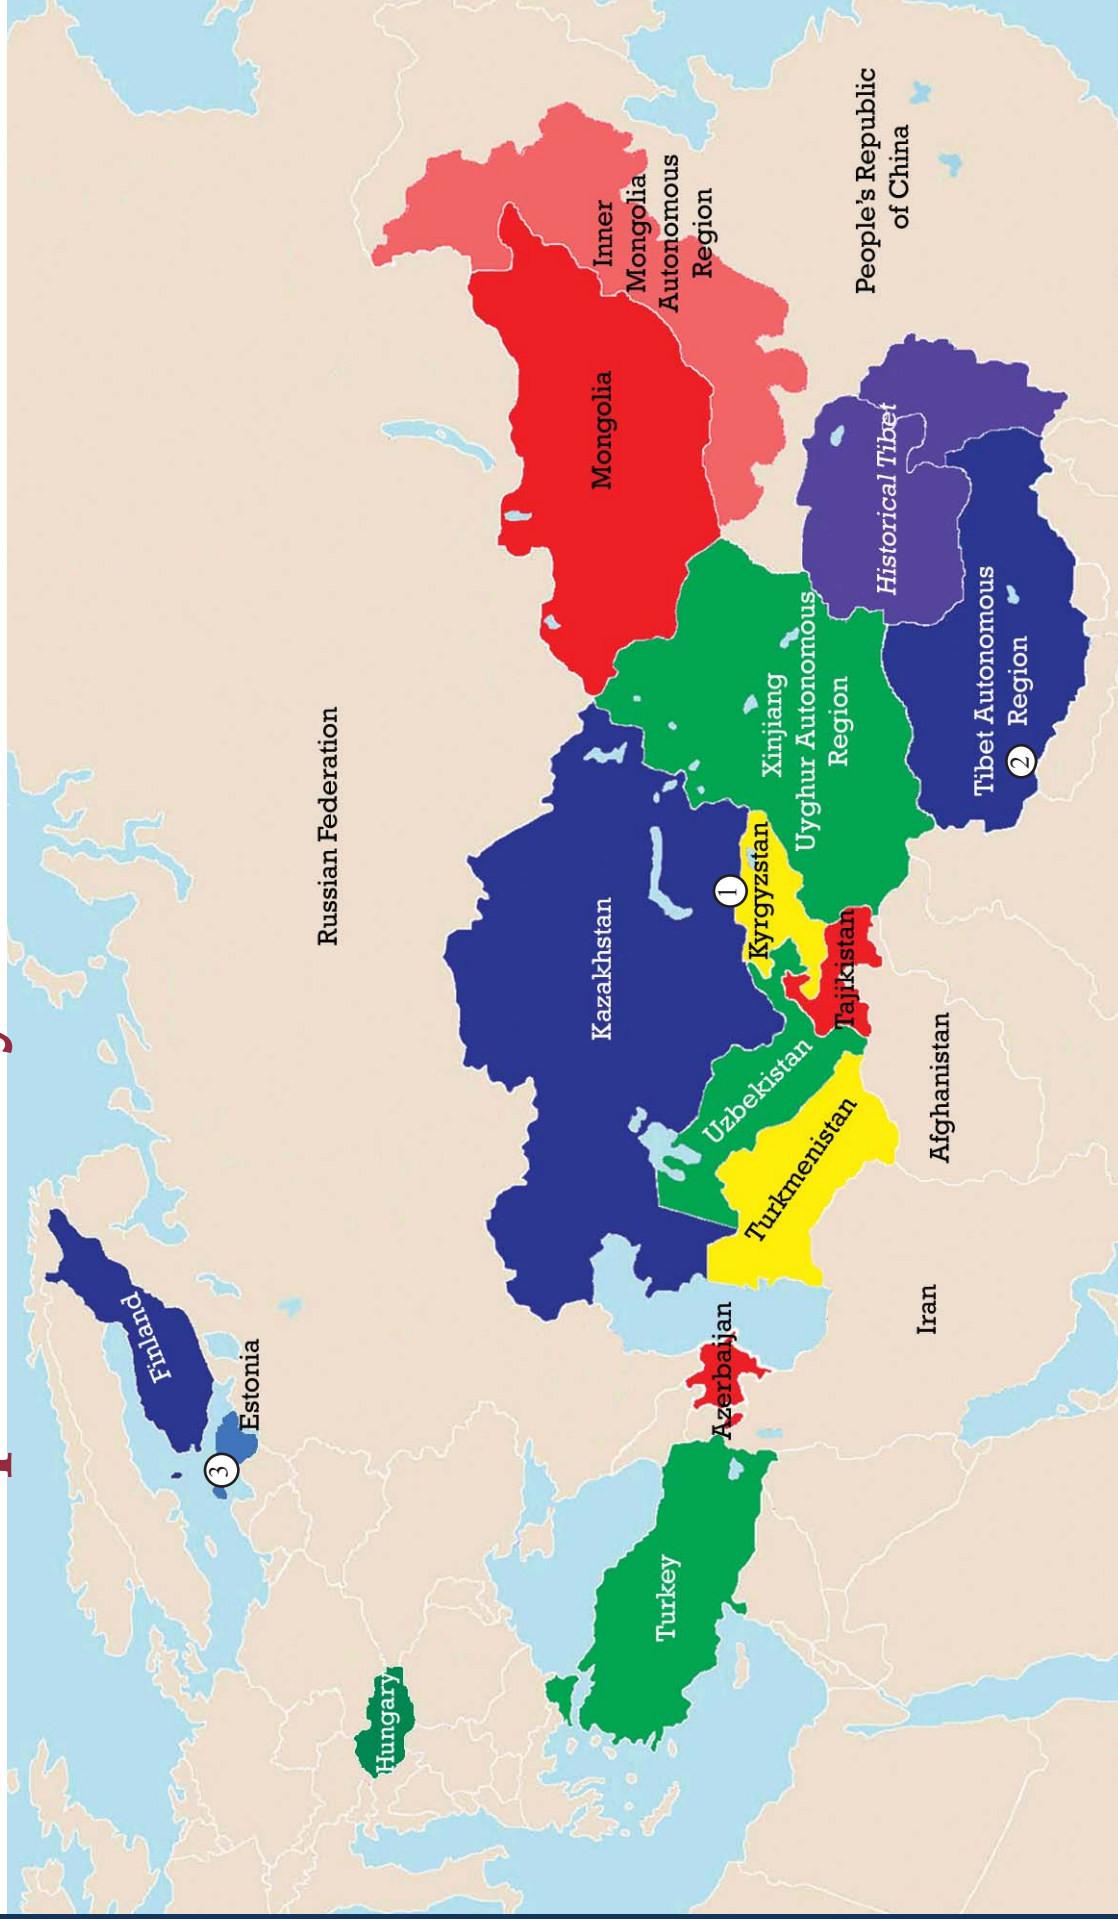 Finland
Estonia
3
Hungary
Russian Federation
Turkey
Azerbaijan
Kazakhstan
Mongolia
Inner
Mongolia
Autonomous
Region
1
Kyrgyzstan
Uzbekistan
Turkmenistan
Tajikistan
Xinjiang
Uyghur Autonomous
Region
Historical Tibet
Tibet Autonomous
Region
2
People's Republic
of China
Iran
Afghanistan